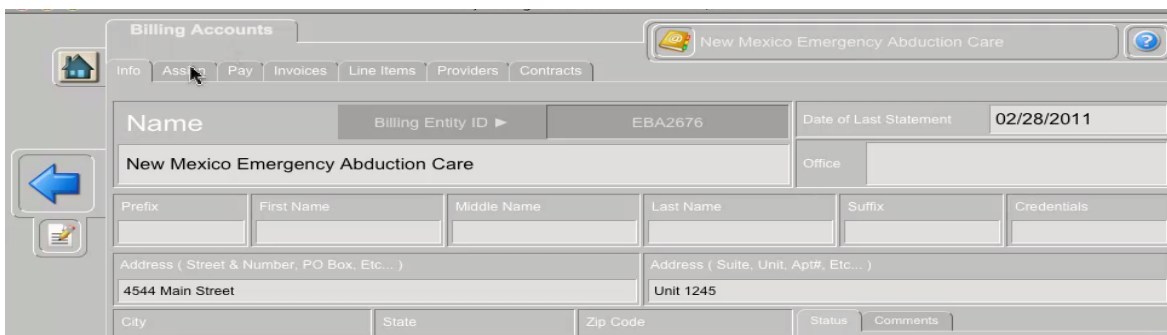 Billing Accounts
New Mexico Emergency Abduction Care
Info Assign Pay Invoices Line Items Providers Contracts
Name Billing Entity ID ► EBA2676 Date of Last Statement 02/28/2011
New Mexico Emergency Abduction Care Office
Prefix First Name Middle Name Last Name Suffix Credentials
Address ( Street & Number, PO Box, Etc... ) Address ( Suite, Unit, Apt#, Etc... )
4544 Main Street Unit 1245
City State Zip Code Status Comments